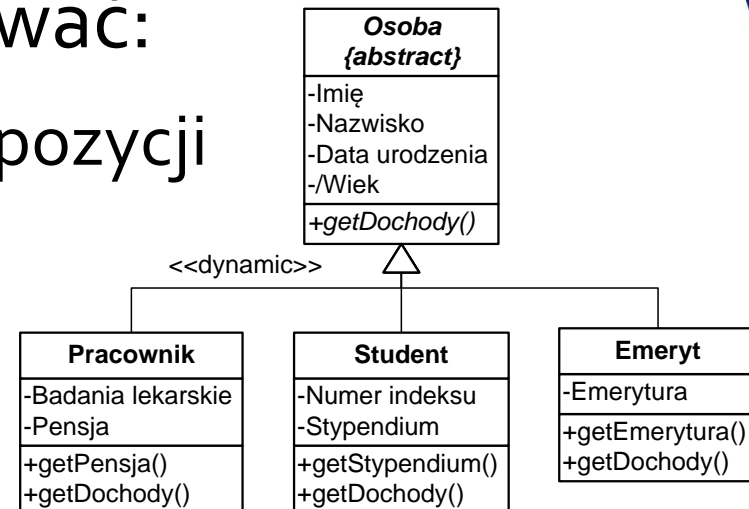 wać:
pozycji
Osoba
{abstract}
-Imię
-Nazwisko
-Data urodzenia
-/Wiek
+getDochody()
<<dynamic>>
Pracownik
-Badania lekarskie
-Pensja
+getPensja()
+getDochody()
Student
-Numer indeksu
-Stypendium
+getStypendium()
+getDochody()
Emeryt
-Emerytura
+getEmerytura()
+getDochody()